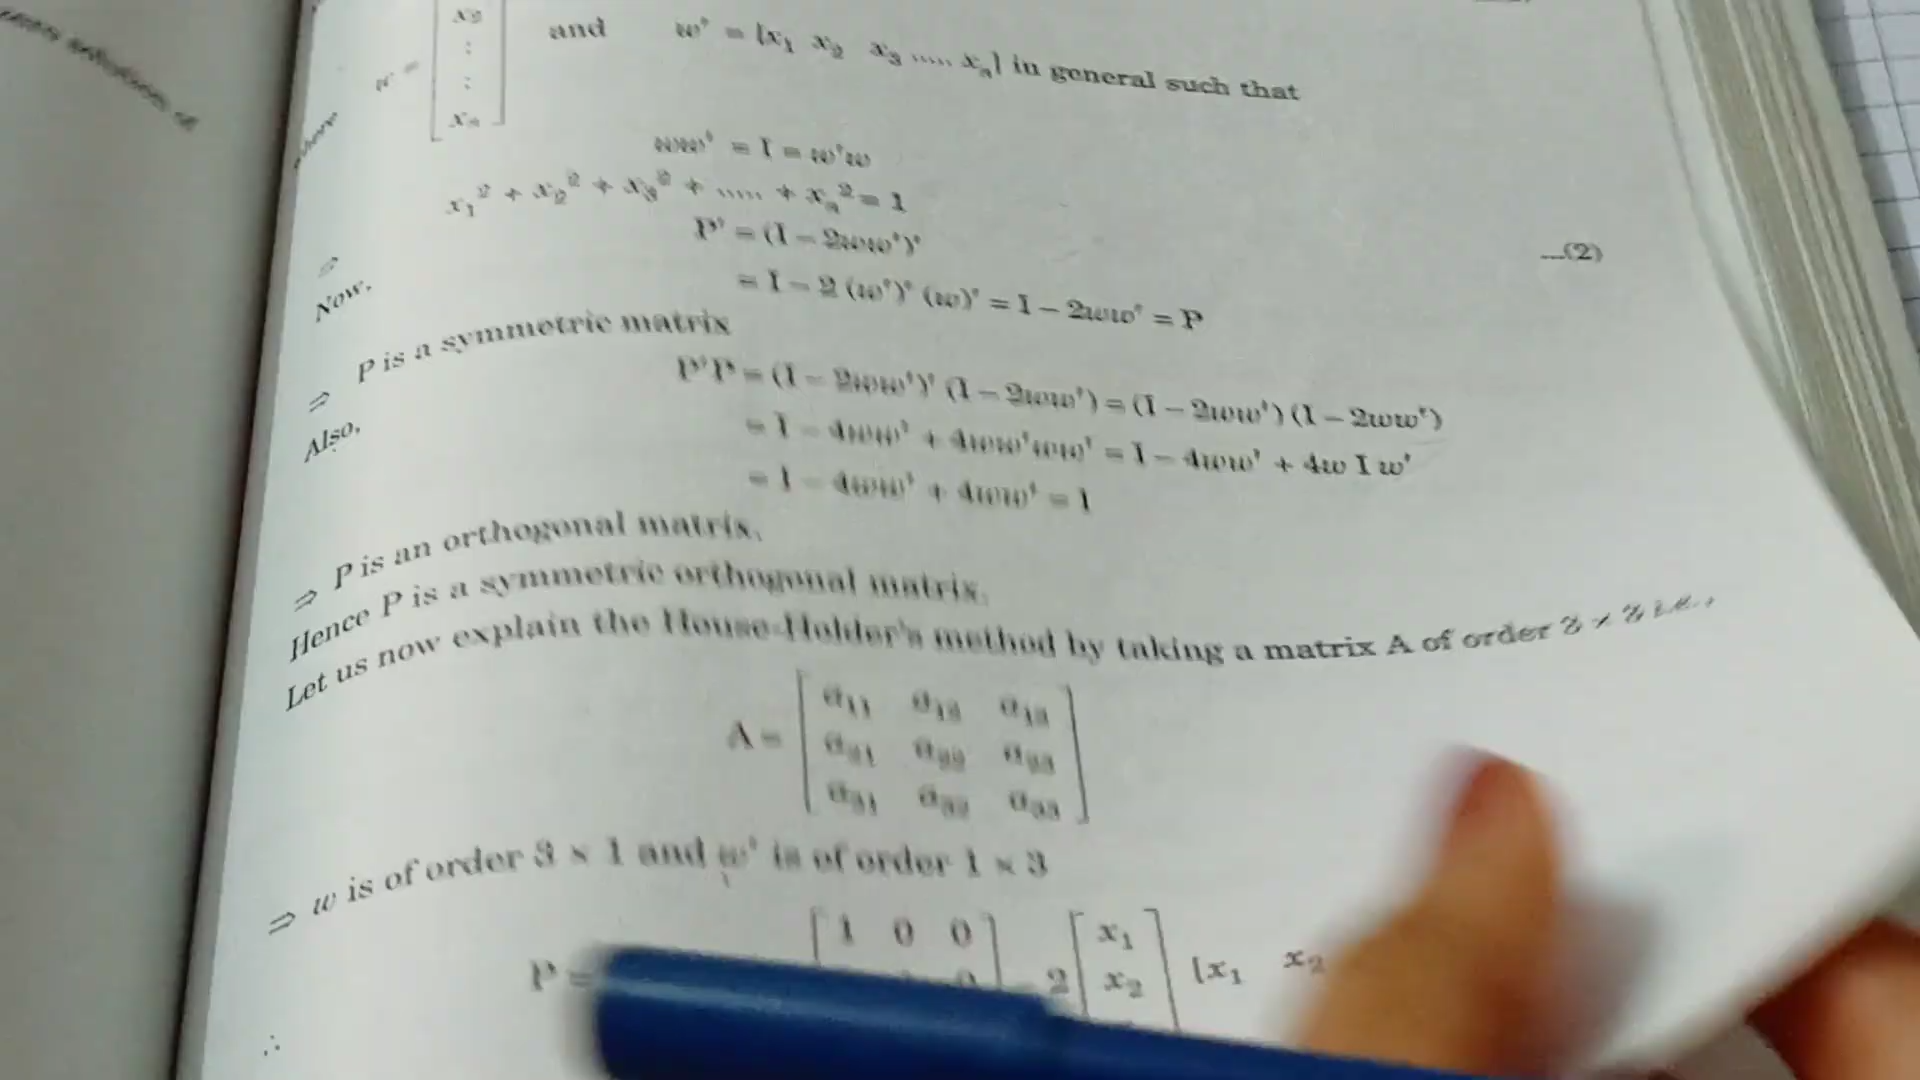 where w = [x2 : : xn] and w' = [x1 x2 x3 ..... xn] in general such that
ww' = I = w'w
⇒ x1² + x2² + x3² + ..... + xn² = 1 ...(2)
Now, P' = (I – 2ww')'
= I – 2 (w')' (w)' = I – 2ww' = P
⇒ P is a symmetric matrix
Also, P'P = (I – 2ww')' (I – 2ww') = (I – 2ww') (I – 2ww')
= I – 4ww' + 4ww'ww' = I – 4ww' + 4w I w'
= I – 4ww' + 4ww' = I
⇒ P is an orthogonal matrix.
Hence P is a symmetric orthogonal matrix.
Let us now explain the House-Holder's method by taking a matrix A of order 3 × 3 i.e.,
a11 a12 a13
A = a21 a22 a23
a31 a32 a33
⇒ w is of order 3 × 1 and w' is of order 1 × 3
1 0 0 x1
∴ P = 0 – 2 x2 [x1 x2